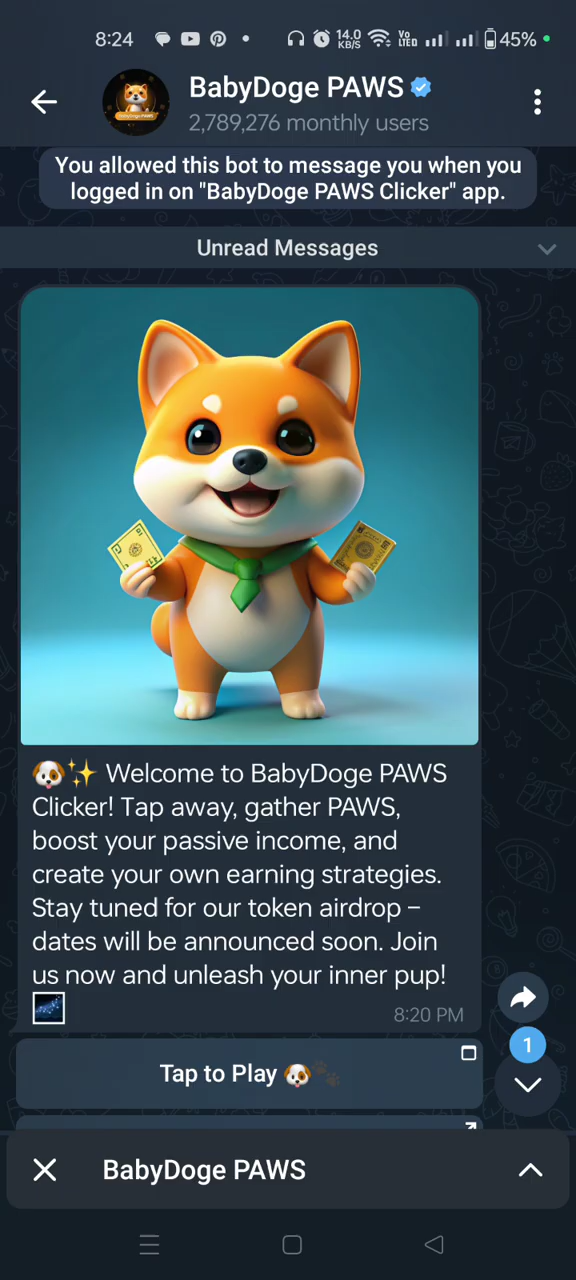 8:24
14.0 KB/S
Vo LTED
45%
BabyDoge PAWS
2,789,276 monthly users
You allowed this bot to message you when you
logged in on "BabyDoge PAWS Clicker" app.
Unread Messages
🐶✨ Welcome to BabyDoge PAWS
Clicker! Tap away, gather PAWS,
boost your passive income, and
create your own earning strategies.
Stay tuned for our token airdrop –
dates will be announced soon. Join
us now and unleash your inner pup!
🌌
8:20 PM
1
Tap to Play 🐶🐾
BabyDoge PAWS